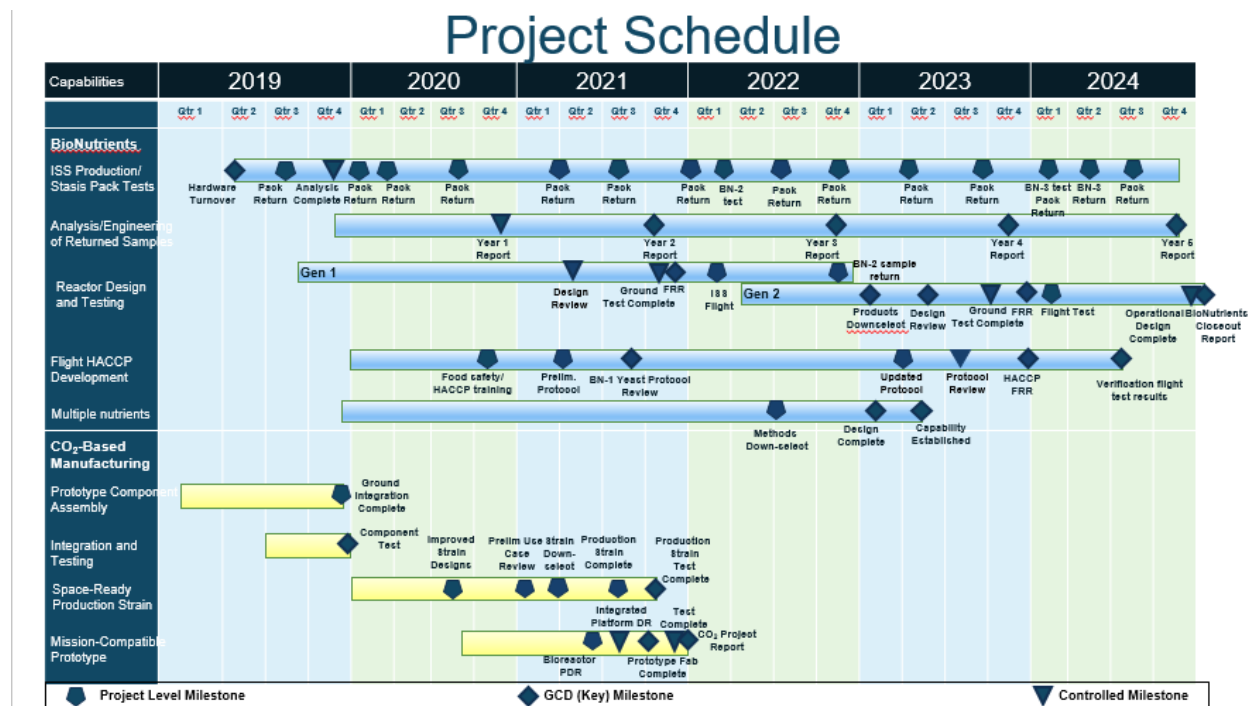 Project Schedule
Capabilities 2019 2020 2021 2022 2023 2024
Qtr 1 Qtr 2 Qtr 3 Qtr 4 Qtr 1 Qtr 2 Qtr 3 Qtr 4 Qtr 1 Qtr 2 Qtr 3 Qtr 4 Qtr 1 Qtr 2 Qtr 3 Qtr 4 Qtr 1 Qtr 2 Qtr 3 Qtr 4 Qtr 1 Qtr 2 Qtr 3 Qtr 4
BioNutrients
ISS Production/
Stasis Pack Tests
Hardware
Turnover
Pack
Return
Analysis
Complete
Pack
Return
Pack
Return
Pack
Return
Pack
Return
Pack
Return
Pack
Return
BN-2
test
Pack
Return
Pack
Return
Pack
Return
Pack
Return
BN-3 test
Pack
Return
BN-3
Return
Pack
Return
Analysis/Engineering
of Returned Samples
Year 1
Report
Year 2
Report
Year 3
Report
Year 4
Report
Year 5
Report
Reactor Design
and Testing
Gen 1
Design
Review
Ground
Test Complete
FRR
ISS
Flight
BN-2 sample
return
Gen 2
Products
Downselect
Design
Review
Ground
Test Complete
FRR
Flight Test
Operational
Design
Complete
BioNutrients
Closeout
Report
Flight HACCP
Development
Food safety/
HACCP training
Prelim.
Protocol
BN-1 Yeast Protocol
Review
Updated
Protocol
Protocol
Review
HACCP
FRR
Verification flight
test results
Multiple nutrients
Methods
Down-select
Design
Complete
Capability
Established
CO₂-Based
Manufacturing
Prototype Component
Assembly
Ground
Integration
Complete
Integration and
Testing
Component
Test
Space-Ready
Production Strain
Improved
Strain
Designs
Prelim Use
Case
Review
Strain
Down-
select
Production
Strain
Complete
Production
Strain Test
Complete
Mission-Compatible
Prototype
Bioreactor
PDR
Integrated
Platform DR
Prototype Fab
Complete
Test
Complete
CO₂ Project
Report
Project Level Milestone
GCD (Key) Milestone
Controlled Milestone